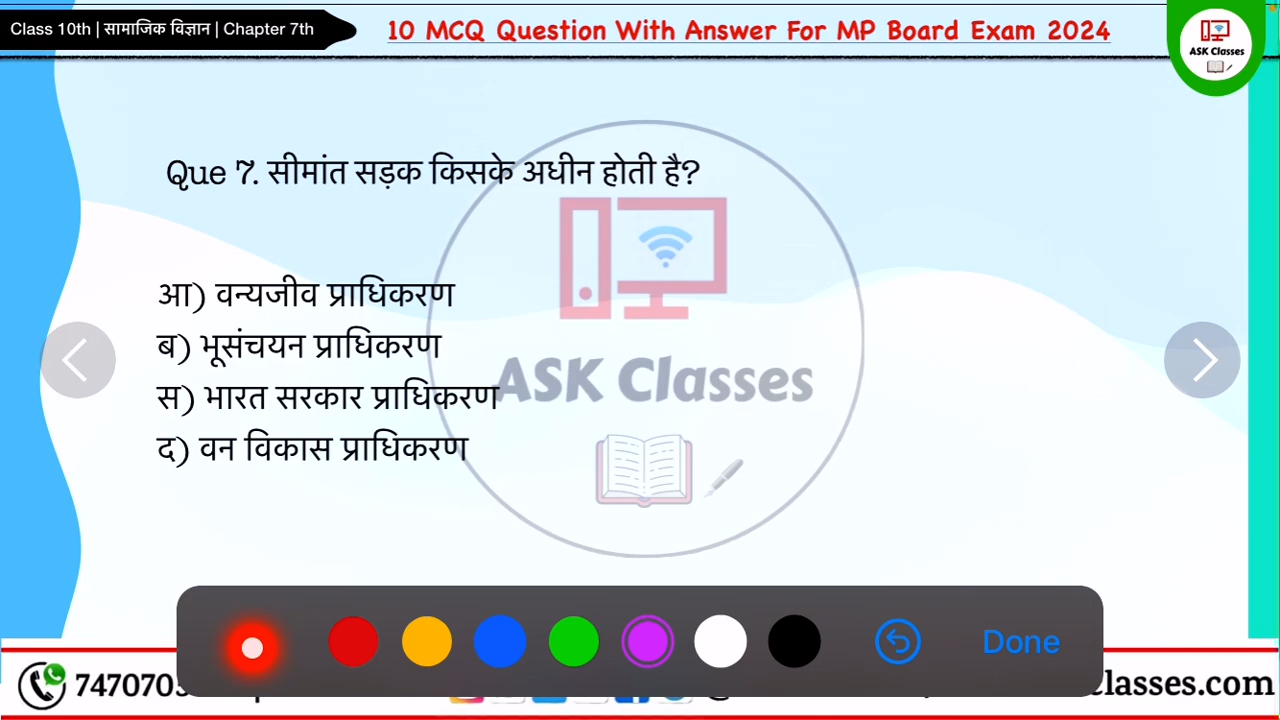 Class 10th | सामाजिक विज्ञान | Chapter 7th
10 MCQ Question With Answer For MP Board Exam 2024
ASK Classes
Que 7. सीमांत सड़क किसके अधीन होती है?
आ) वन्यजीव प्राधिकरण
ब) भूसंचयन प्राधिकरण
स) भारत सरकार प्राधिकरण
द) वन विकास प्राधिकरण
ASK Classes
Done
747070
classes.com